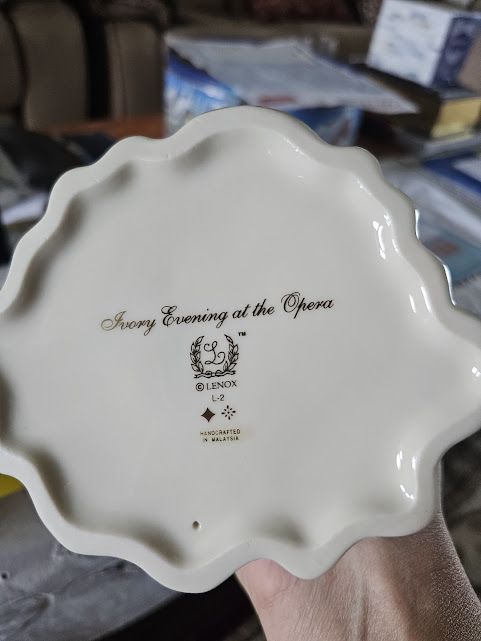 Ivory Evening at the Opera
L ™
© LENOX
L-2
HANDCRAFTED
IN MALAYSIA